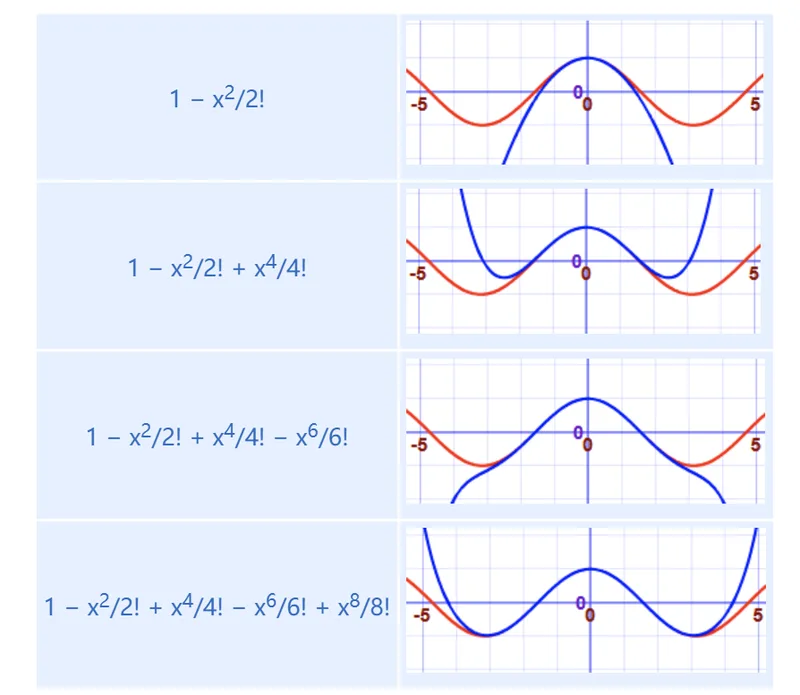 1 − x²/2!
-5 0 0 5
1 − x²/2! + x⁴/4!
-5 0 0 5
1 − x²/2! + x⁴/4! − x⁶/6!
-5 0 0 5
1 − x²/2! + x⁴/4! − x⁶/6! + x⁸/8!
-5 0 0 5